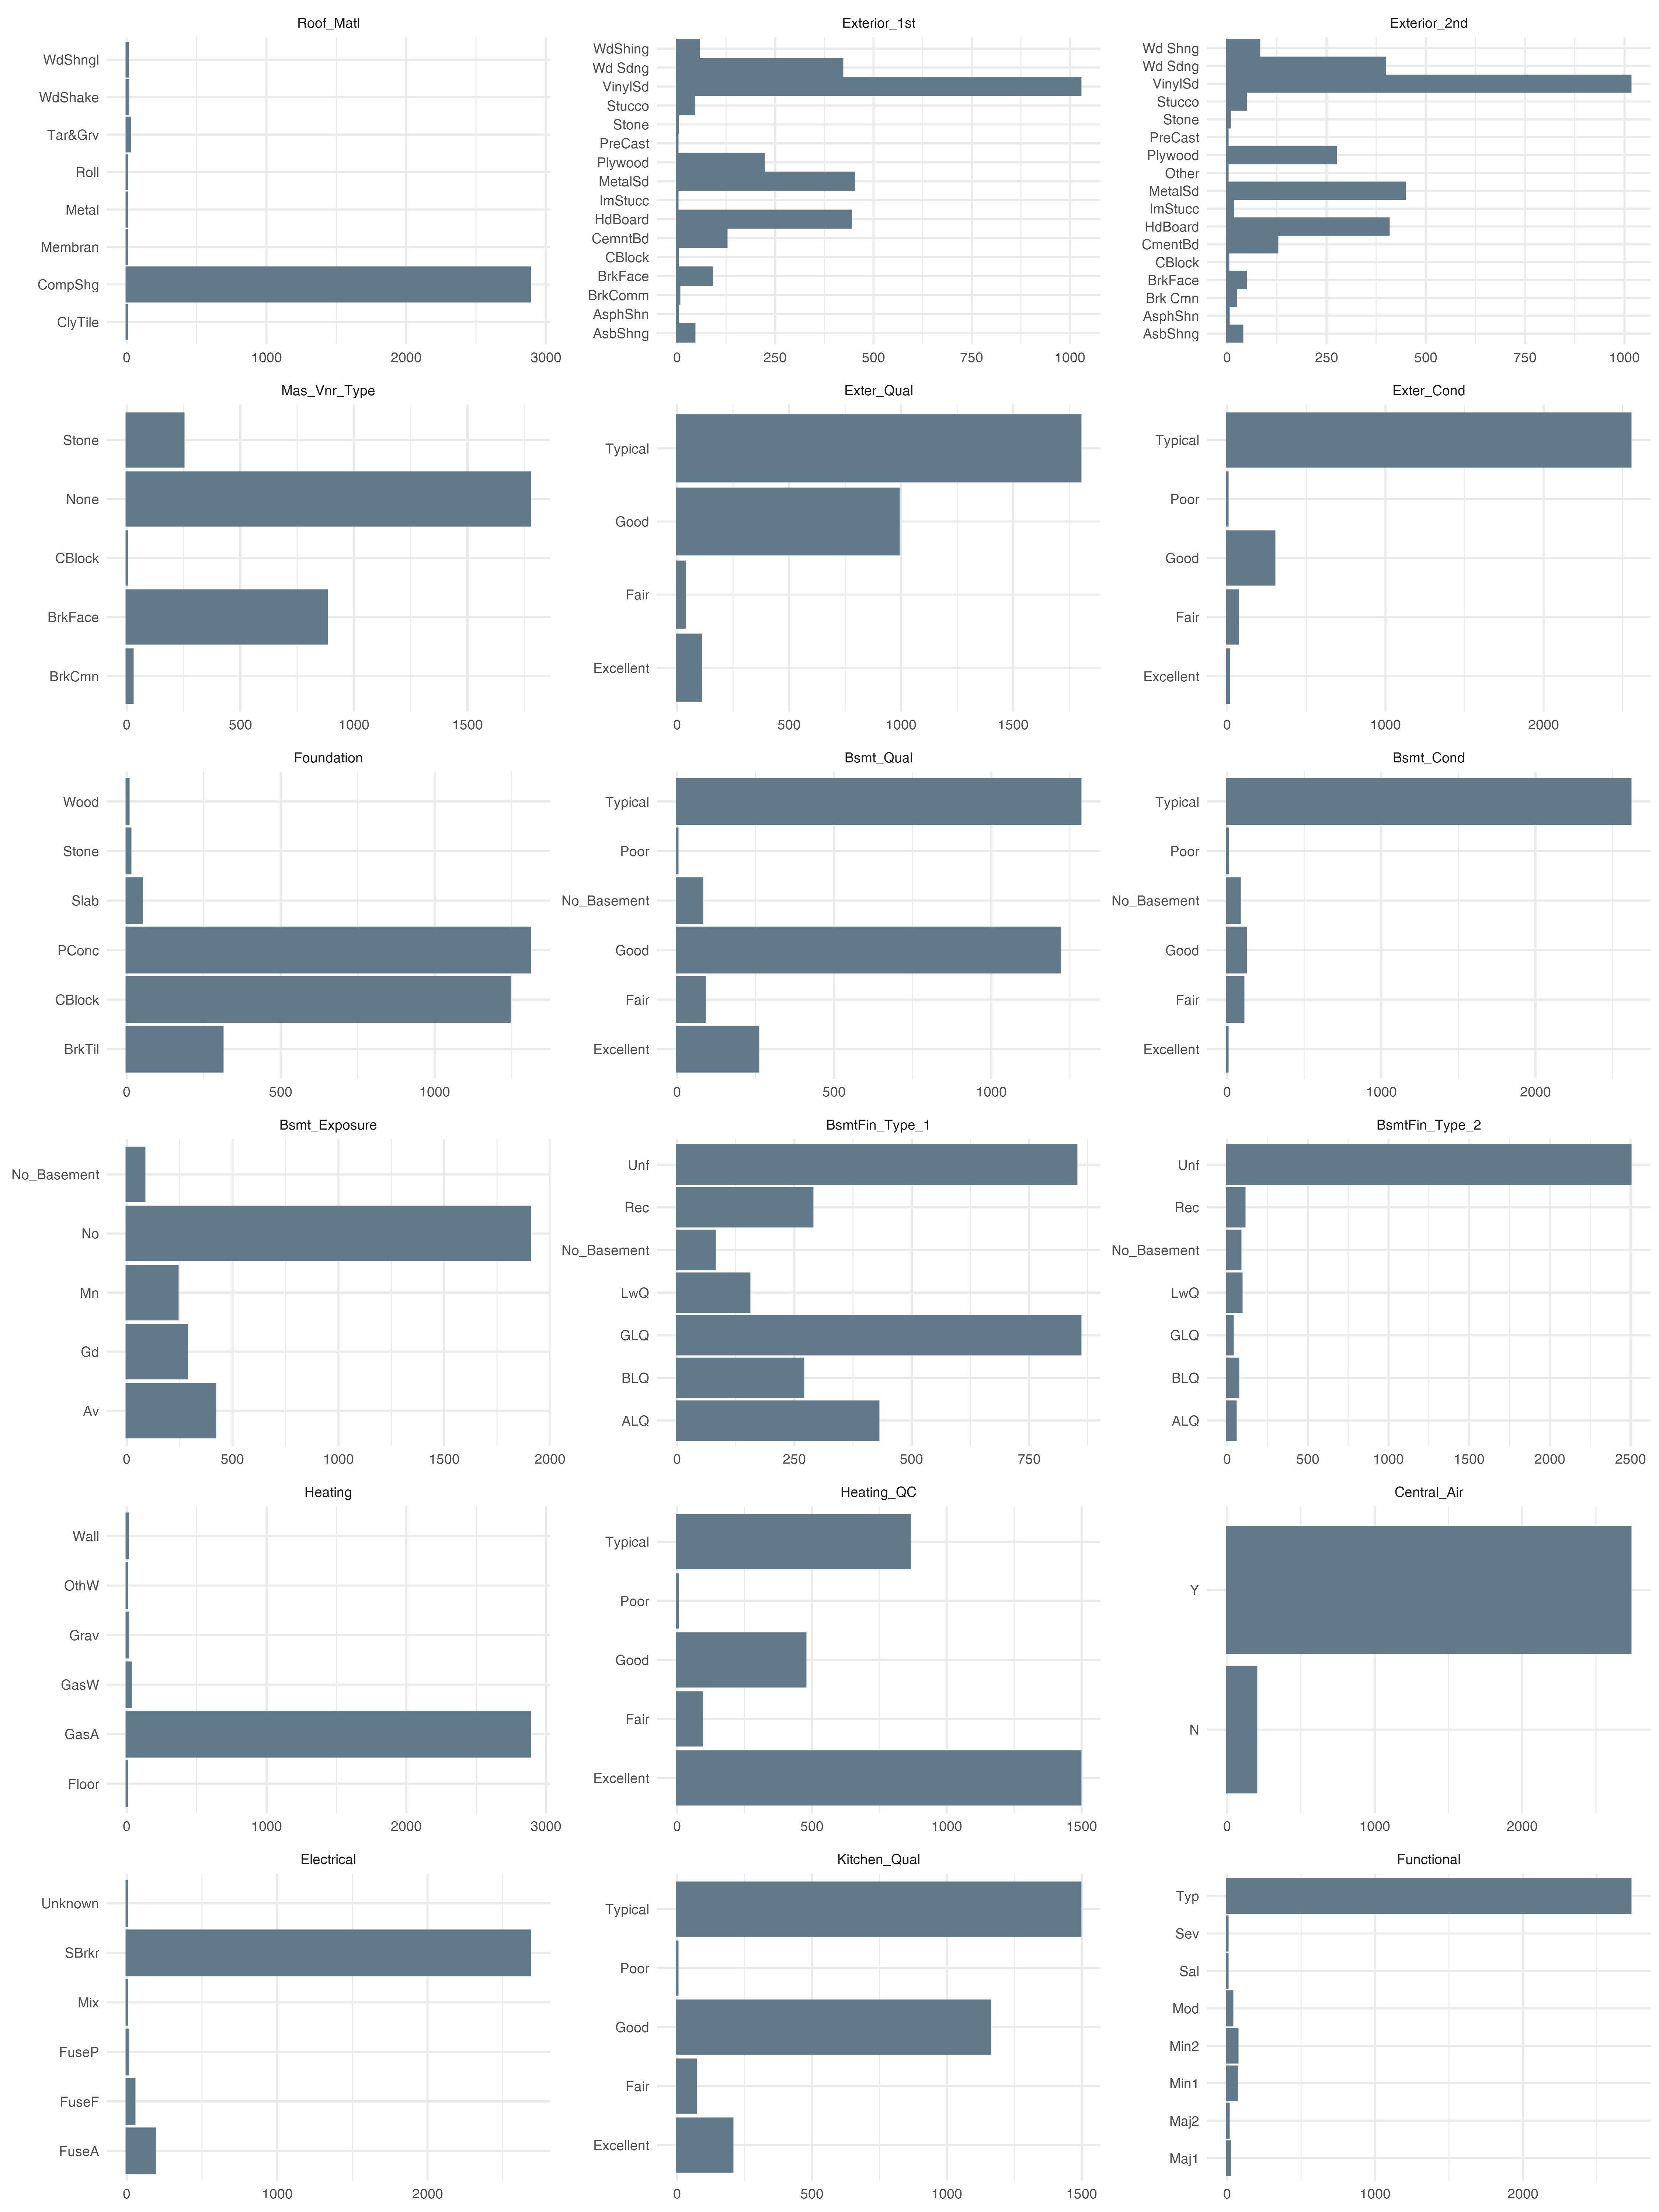 Roof_Matl
WdShngl
WdShake
Tar&Grv
Roll
Metal
Membran
CompShg
ClyTile
0 1000 2000 3000
Exterior_1st
WdShing
Wd Sdng
VinylSd
Stucco
Stone
PreCast
Plywood
MetalSd
ImStucc
HdBoard
CemntBd
CBlock
BrkFace
BrkComm
AsphShn
AsbShng
0 250 500 750 1000
Exterior_2nd
Wd Shng
Wd Sdng
VinylSd
Stucco
Stone
PreCast
Plywood
Other
MetalSd
ImStucc
HdBoard
CmentBd
CBlock
BrkFace
Brk Cmn
AsphShn
AsbShng
0 250 500 750 1000
Mas_Vnr_Type
Stone
None
CBlock
BrkFace
BrkCmn
0 500 1000 1500
Exter_Qual
Typical
Good
Fair
Excellent
0 500 1000 1500
Exter_Cond
Typical
Poor
Good
Fair
Excellent
0 1000 2000
Foundation
Wood
Stone
Slab
PConc
CBlock
BrkTil
0 500 1000
Bsmt_Qual
Typical
Poor
No_Basement
Good
Fair
Excellent
0 500 1000
Bsmt_Cond
Typical
Poor
No_Basement
Good
Fair
Excellent
0 1000 2000
Bsmt_Exposure
No_Basement
No
Mn
Gd
Av
0 500 1000 1500 2000
BsmtFin_Type_1
Unf
Rec
No_Basement
LwQ
GLQ
BLQ
ALQ
0 250 500 750
BsmtFin_Type_2
Unf
Rec
No_Basement
LwQ
GLQ
BLQ
ALQ
0 500 1000 1500 2000 2500
Heating
Wall
OthW
Grav
GasW
GasA
Floor
0 1000 2000 3000
Heating_QC
Typical
Poor
Good
Fair
Excellent
0 500 1000 1500
Central_Air
Y
N
0 1000 2000
Electrical
Unknown
SBrkr
Mix
FuseP
FuseF
FuseA
0 1000 2000
Kitchen_Qual
Typical
Poor
Good
Fair
Excellent
0 500 1000 1500
Functional
Typ
Sev
Sal
Mod
Min2
Min1
Maj2
Maj1
0 1000 2000